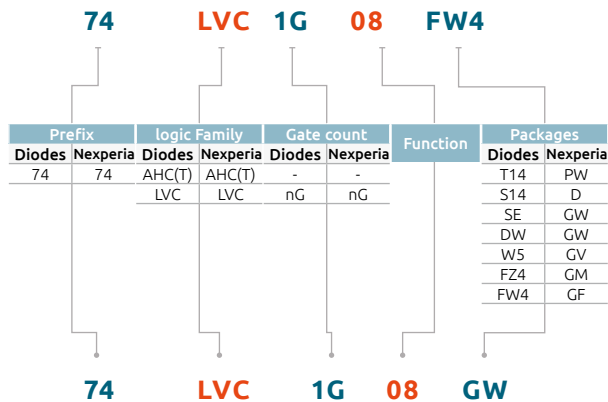 74 LVC 1G 08 FW4
Prefix logic Family Gate count Function Packages
Diodes Nexperia Diodes Nexperia Diodes Nexperia Diodes Nexperia
74 74 AHC(T) AHC(T) - - T14 PW
LVC LVC nG nG S14 D
SE GW
DW GW
W5 GV
FZ4 GM
FW4 GF
74 LVC 1G 08 GW